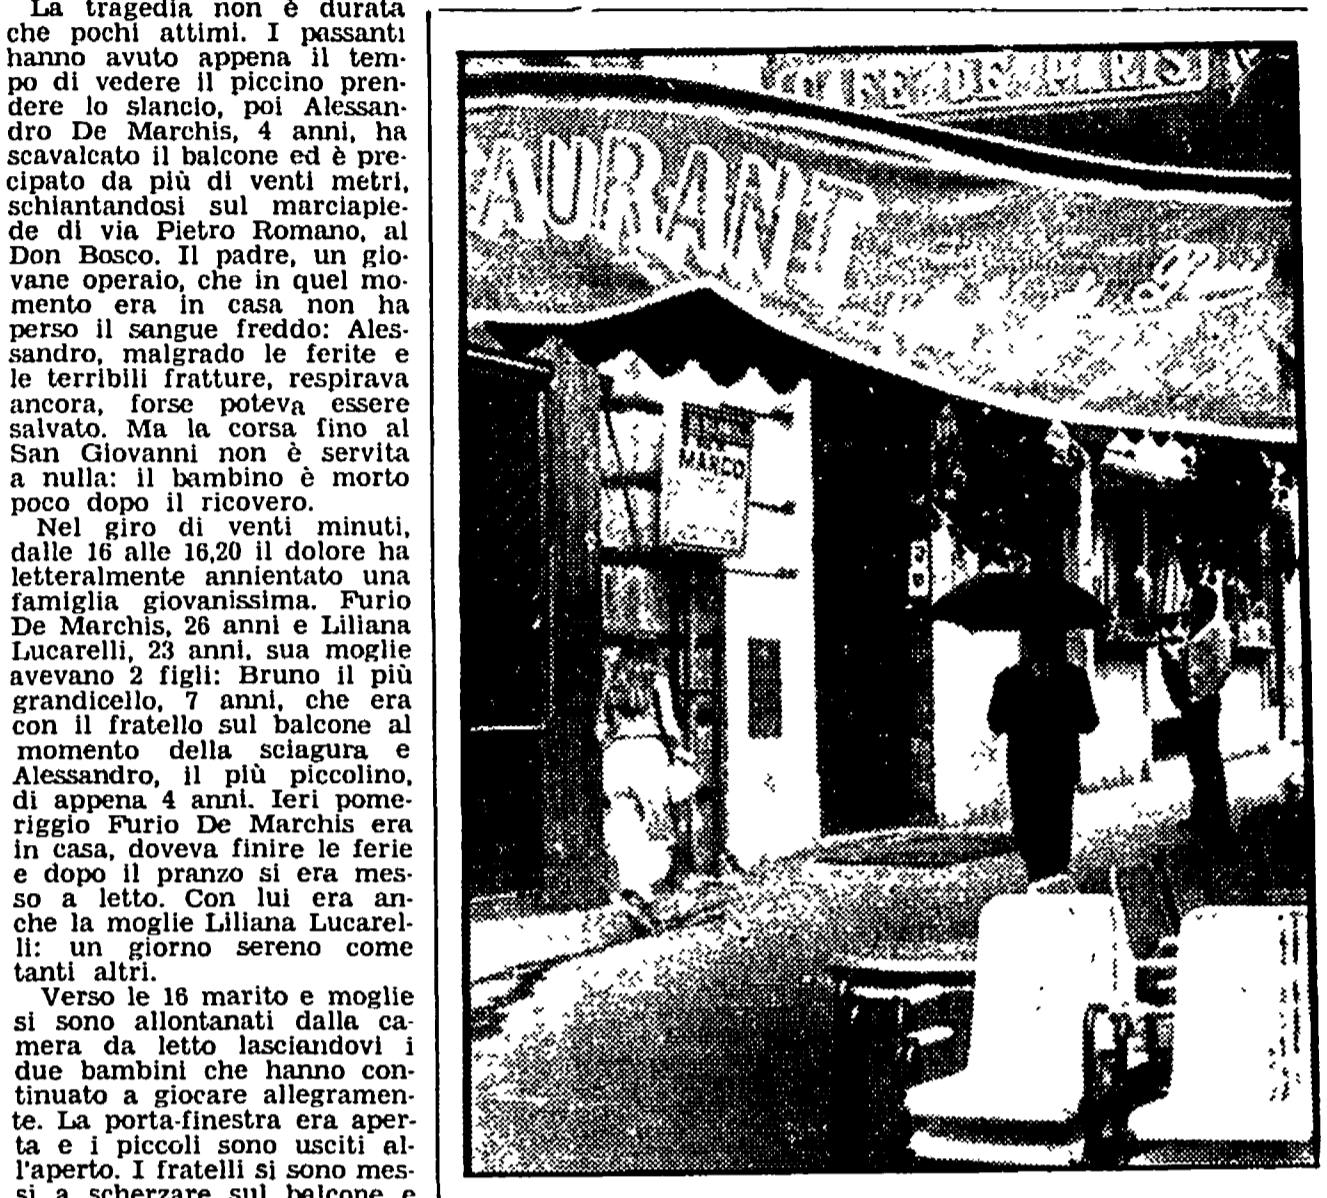 La tragedia non è durata
che pochi attimi. I passanti
hanno avuto appena il tem-
po di vedere il piccino pren-
dere lo slancio, poi Alessan-
dro De Marchis, 4 anni, ha
scavalcato il balcone ed è pre-
cipato da più di venti metri,
schiantandosi sul marciapie-
de di via Pietro Romano, al
Don Bosco. Il padre, un gio-
vane operaio, che in quel mo-
mento era in casa non ha
perso il sangue freddo: Ales-
sandro, malgrado le ferite e
le terribili fratture, respirava
ancora, forse poteva essere
salvato. Ma la corsa fino al
San Giovanni non è servita
a nulla: il bambino è morto
poco dopo il ricovero.
Nel giro di venti minuti,
dalle 16 alle 16,20 il dolore ha
letteralmente annientato una
famiglia giovanissima. Furio
De Marchis, 26 anni e Liliana
Lucarelli, 23 anni, sua moglie
avevano 2 figli: Bruno il più
grandicello, 7 anni, che era
con il fratello sul balcone al
momento della sciagura e
Alessandro, il più piccolino,
di appena 4 anni. Ieri pome-
riggio Furio De Marchis era
in casa, doveva finire le ferie
e dopo il pranzo si era mes-
so a letto. Con lui era an-
che la moglie Liliana Lucarel-
li: un giorno sereno come
tanti altri.
Verso le 16 marito e moglie
si sono allontanati dalla ca-
mera da letto lasciandovi i
due bambini che hanno con-
tinuato a giocare allegramen-
te. La porta-finestra era aper-
ta e i piccoli sono usciti al-
l'aperto. I fratelli si sono mes-
si a scherzare sul balcone e
CAFE DE PARIS
AURANT
MANCO